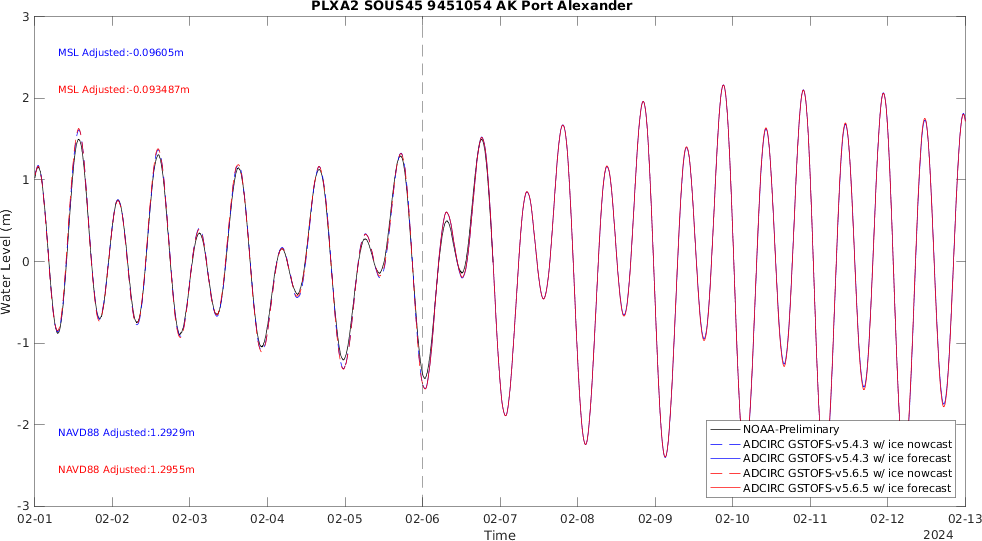 PLXA2 SOUS45 9451054 AK Port Alexander
3
2
1
0
-1
-2
-3
Water Level (m)
MSL Adjusted:-0.09605m
MSL Adjusted:-0.093487m
NAVD88 Adjusted:1.2929m
NAVD88 Adjusted:1.2955m
NOAA-Preliminary
ADCIRC GSTOFS-v5.4.3 w/ ice nowcast
ADCIRC GSTOFS-v5.4.3 w/ ice forecast
ADCIRC GSTOFS-v5.6.5 w/ ice nowcast
ADCIRC GSTOFS-v5.6.5 w/ ice forecast
02-01 02-02 02-03 02-04 02-05 02-06 02-07 02-08 02-09 02-10 02-11 02-12 02-13
Time
2024